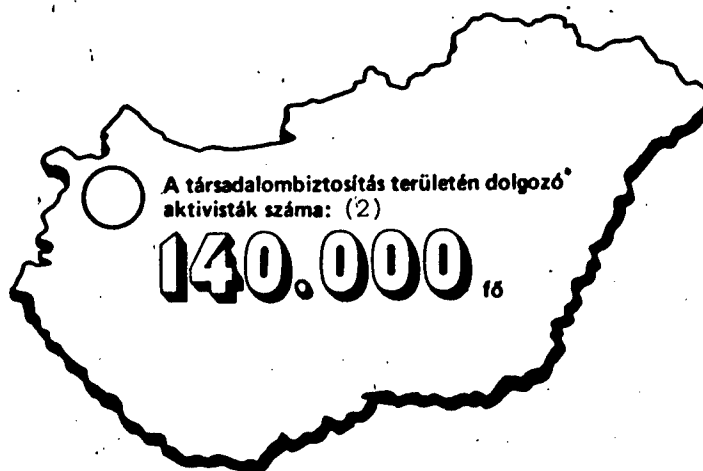 A társadalombiztosítás területén dolgozó
aktivisták száma: (2)
140.000 fő